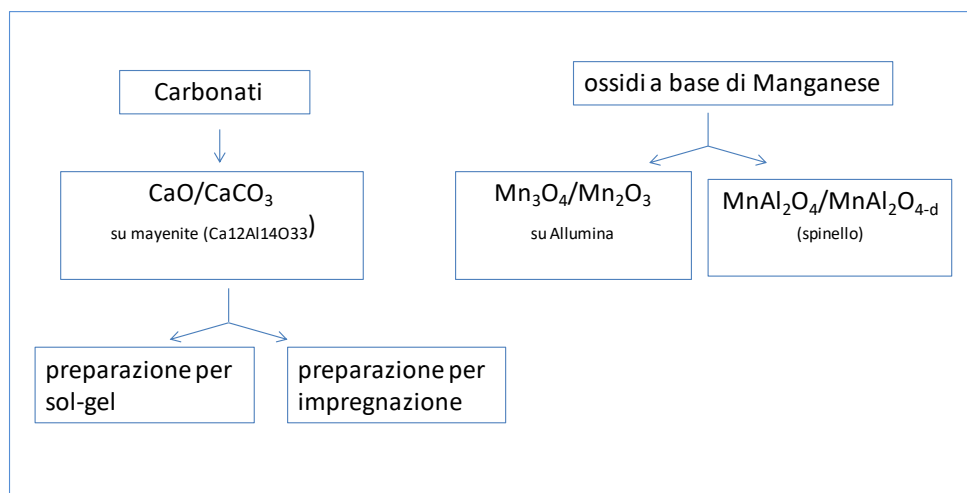 Carbonati
CaO/CaCO₃
su mayenite (Ca12Al14O33)
preparazione per
sol-gel
preparazione per
impregnazione
ossidi a base di Manganese
Mn₃O₄/Mn₂O₃
su Allumina
MnAl₂O₄/MnAl₂O₄₋d
(spinello)